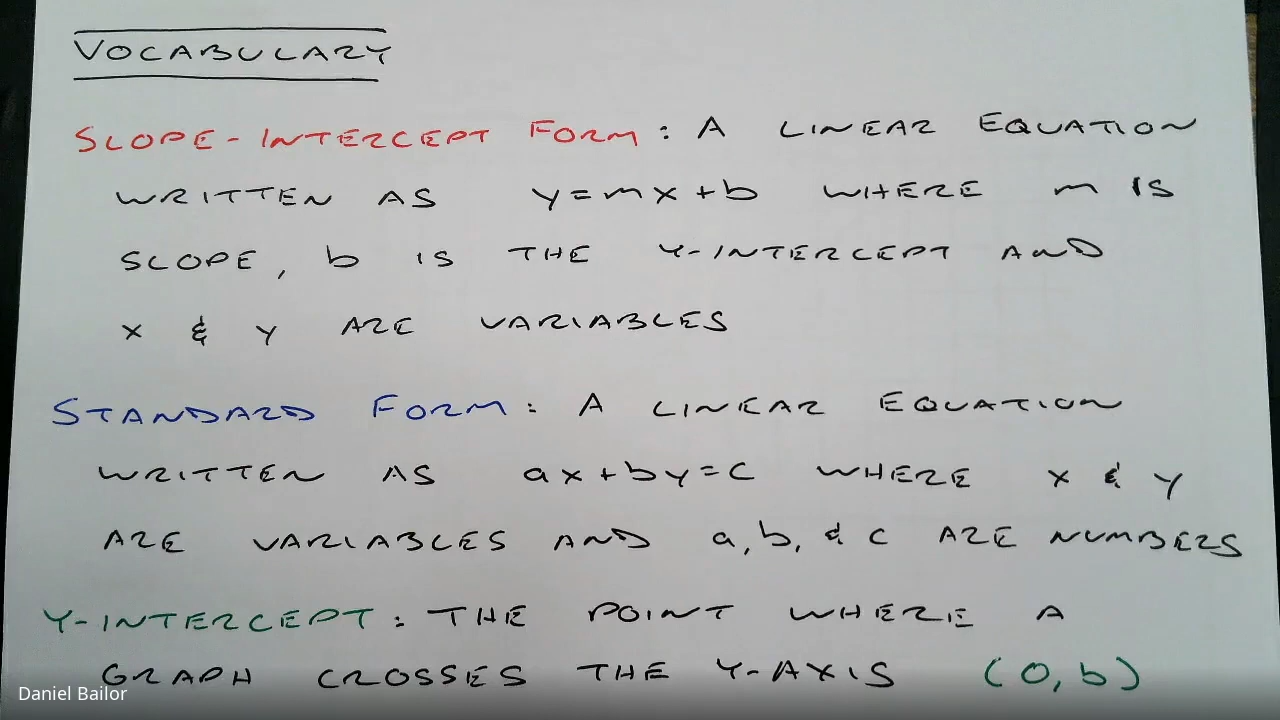 VOCABULARY
SLOPE-INTERCEPT FORM: A LINEAR EQUATION
WRITTEN AS y=mx+b WHERE m IS
SLOPE, b IS THE Y-INTERCEPT AND
x & y ARE VARIABLES
STANDARD FORM: A LINEAR EQUATION
WRITTEN AS ax+by=c WHERE x & y
ARE VARIABLES AND a, b, & c ARE NUMBERS
Y-INTERCEPT: THE POINT WHERE A
GRAPH CROSSES THE Y-AXIS (0,b)
Daniel Bailor